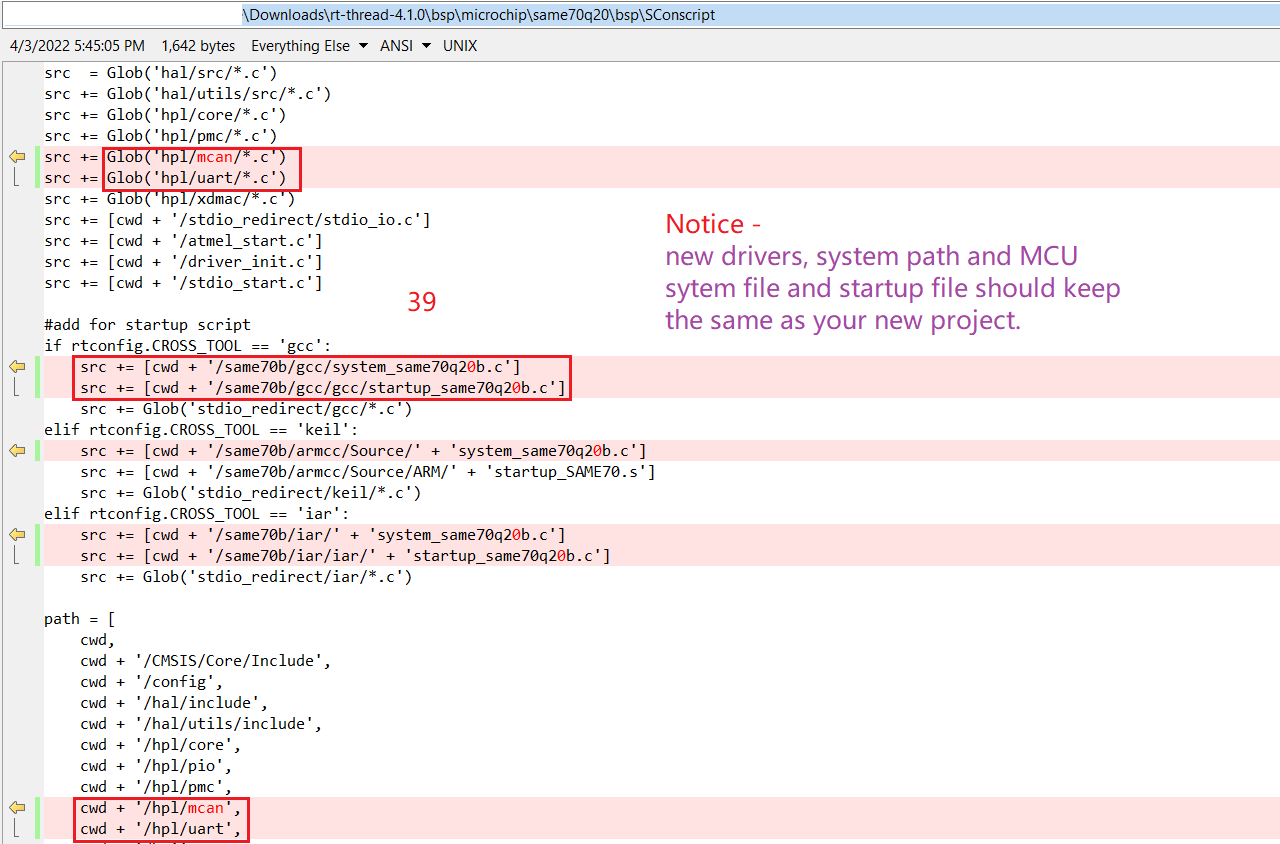 \Downloads\rt-thread-4.1.0\bsp\microchip\same70q20\bsp\SConscript
4/3/2022 5:45:05 PM 1,642 bytes Everything Else ANSI UNIX
src  = Glob('hal/src/*.c')
src += Glob('hal/utils/src/*.c')
src += Glob('hpl/core/*.c')
src += Glob('hpl/pmc/*.c')
src += Glob('hpl/mcan/*.c')
src += Glob('hpl/uart/*.c')
src += Glob('hpl/xdmac/*.c')
src += [cwd + '/stdio_redirect/stdio_io.c']
src += [cwd + '/atmel_start.c']
src += [cwd + '/driver_init.c']
src += [cwd + '/stdio_start.c']
Notice -
new drivers, system path and MCU
sytem file and startup file should keep
the same as your new project.
39
#add for startup script
if rtconfig.CROSS_TOOL == 'gcc':
    src += [cwd + '/same70b/gcc/system_same70q20b.c']
    src += [cwd + '/same70b/gcc/gcc/startup_same70q20b.c']
    src += Glob('stdio_redirect/gcc/*.c')
elif rtconfig.CROSS_TOOL == 'keil':
    src += [cwd + '/same70b/armcc/Source/' + 'system_same70q20b.c']
    src += [cwd + '/same70b/armcc/Source/ARM/' + 'startup_SAME70.s']
    src += Glob('stdio_redirect/keil/*.c')
elif rtconfig.CROSS_TOOL == 'iar':
    src += [cwd + '/same70b/iar/' + 'system_same70q20b.c']
    src += [cwd + '/same70b/iar/iar/' + 'startup_same70q20b.c']
    src += Glob('stdio_redirect/iar/*.c')
path = [
    cwd,
    cwd + '/CMSIS/Core/Include',
    cwd + '/config',
    cwd + '/hal/include',
    cwd + '/hal/utils/include',
    cwd + '/hpl/core',
    cwd + '/hpl/pio',
    cwd + '/hpl/pmc',
    cwd + '/hpl/mcan',
    cwd + '/hpl/uart',